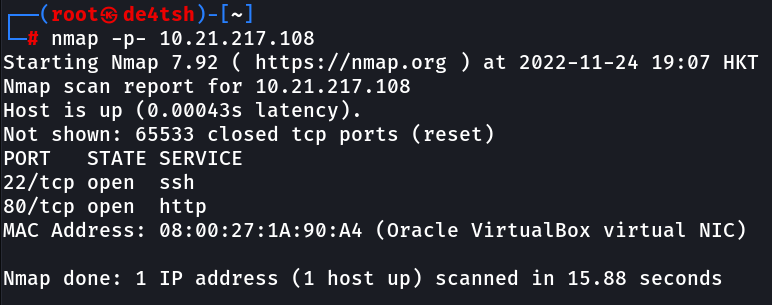 ┌──(root㉿de4tsh)-[~]
└─# nmap -p- 10.21.217.108
Starting Nmap 7.92 ( https://nmap.org ) at 2022-11-24 19:07 HKT
Nmap scan report for 10.21.217.108
Host is up (0.00043s latency).
Not shown: 65533 closed tcp ports (reset)
PORT   STATE SERVICE
22/tcp open  ssh
80/tcp open  http
MAC Address: 08:00:27:1A:90:A4 (Oracle VirtualBox virtual NIC)
Nmap done: 1 IP address (1 host up) scanned in 15.88 seconds